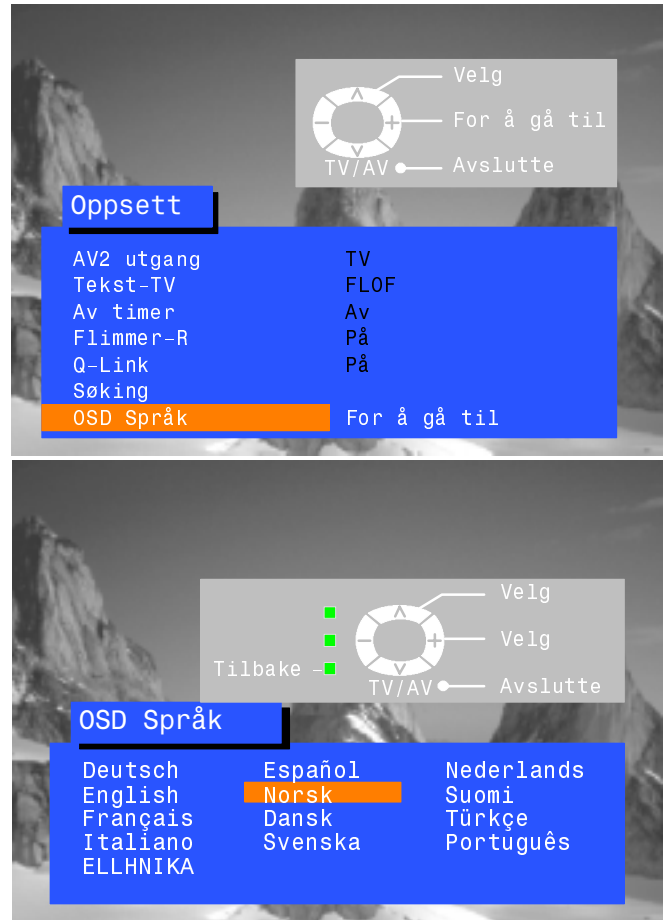 Velg
For å gå til
TV/AV Avslutte
Oppsett
AV2 utgang TV
Tekst-TV FLOF
Av timer Av
Flimmer-R På
Q-Link På
Søking
OSD Språk For å gå til
Velg
Velg
Tilbake
TV/AV Avslutte
OSD Språk
Deutsch Español Nederlands
English Norsk Suomi
Français Dansk Türkçe
Italiano Svenska Português
ELLHNIKA